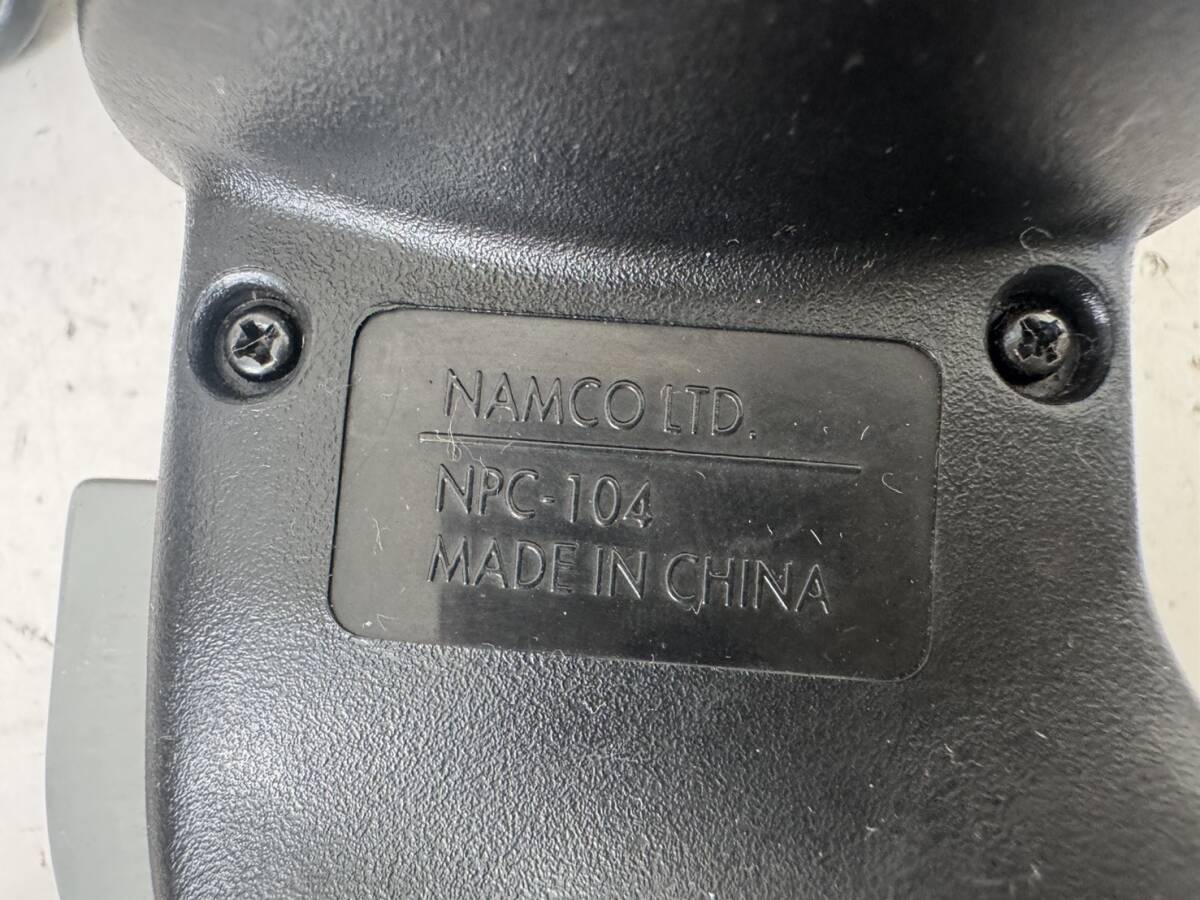 NAMCO LTD.
NPC-104
MADE IN CHINA